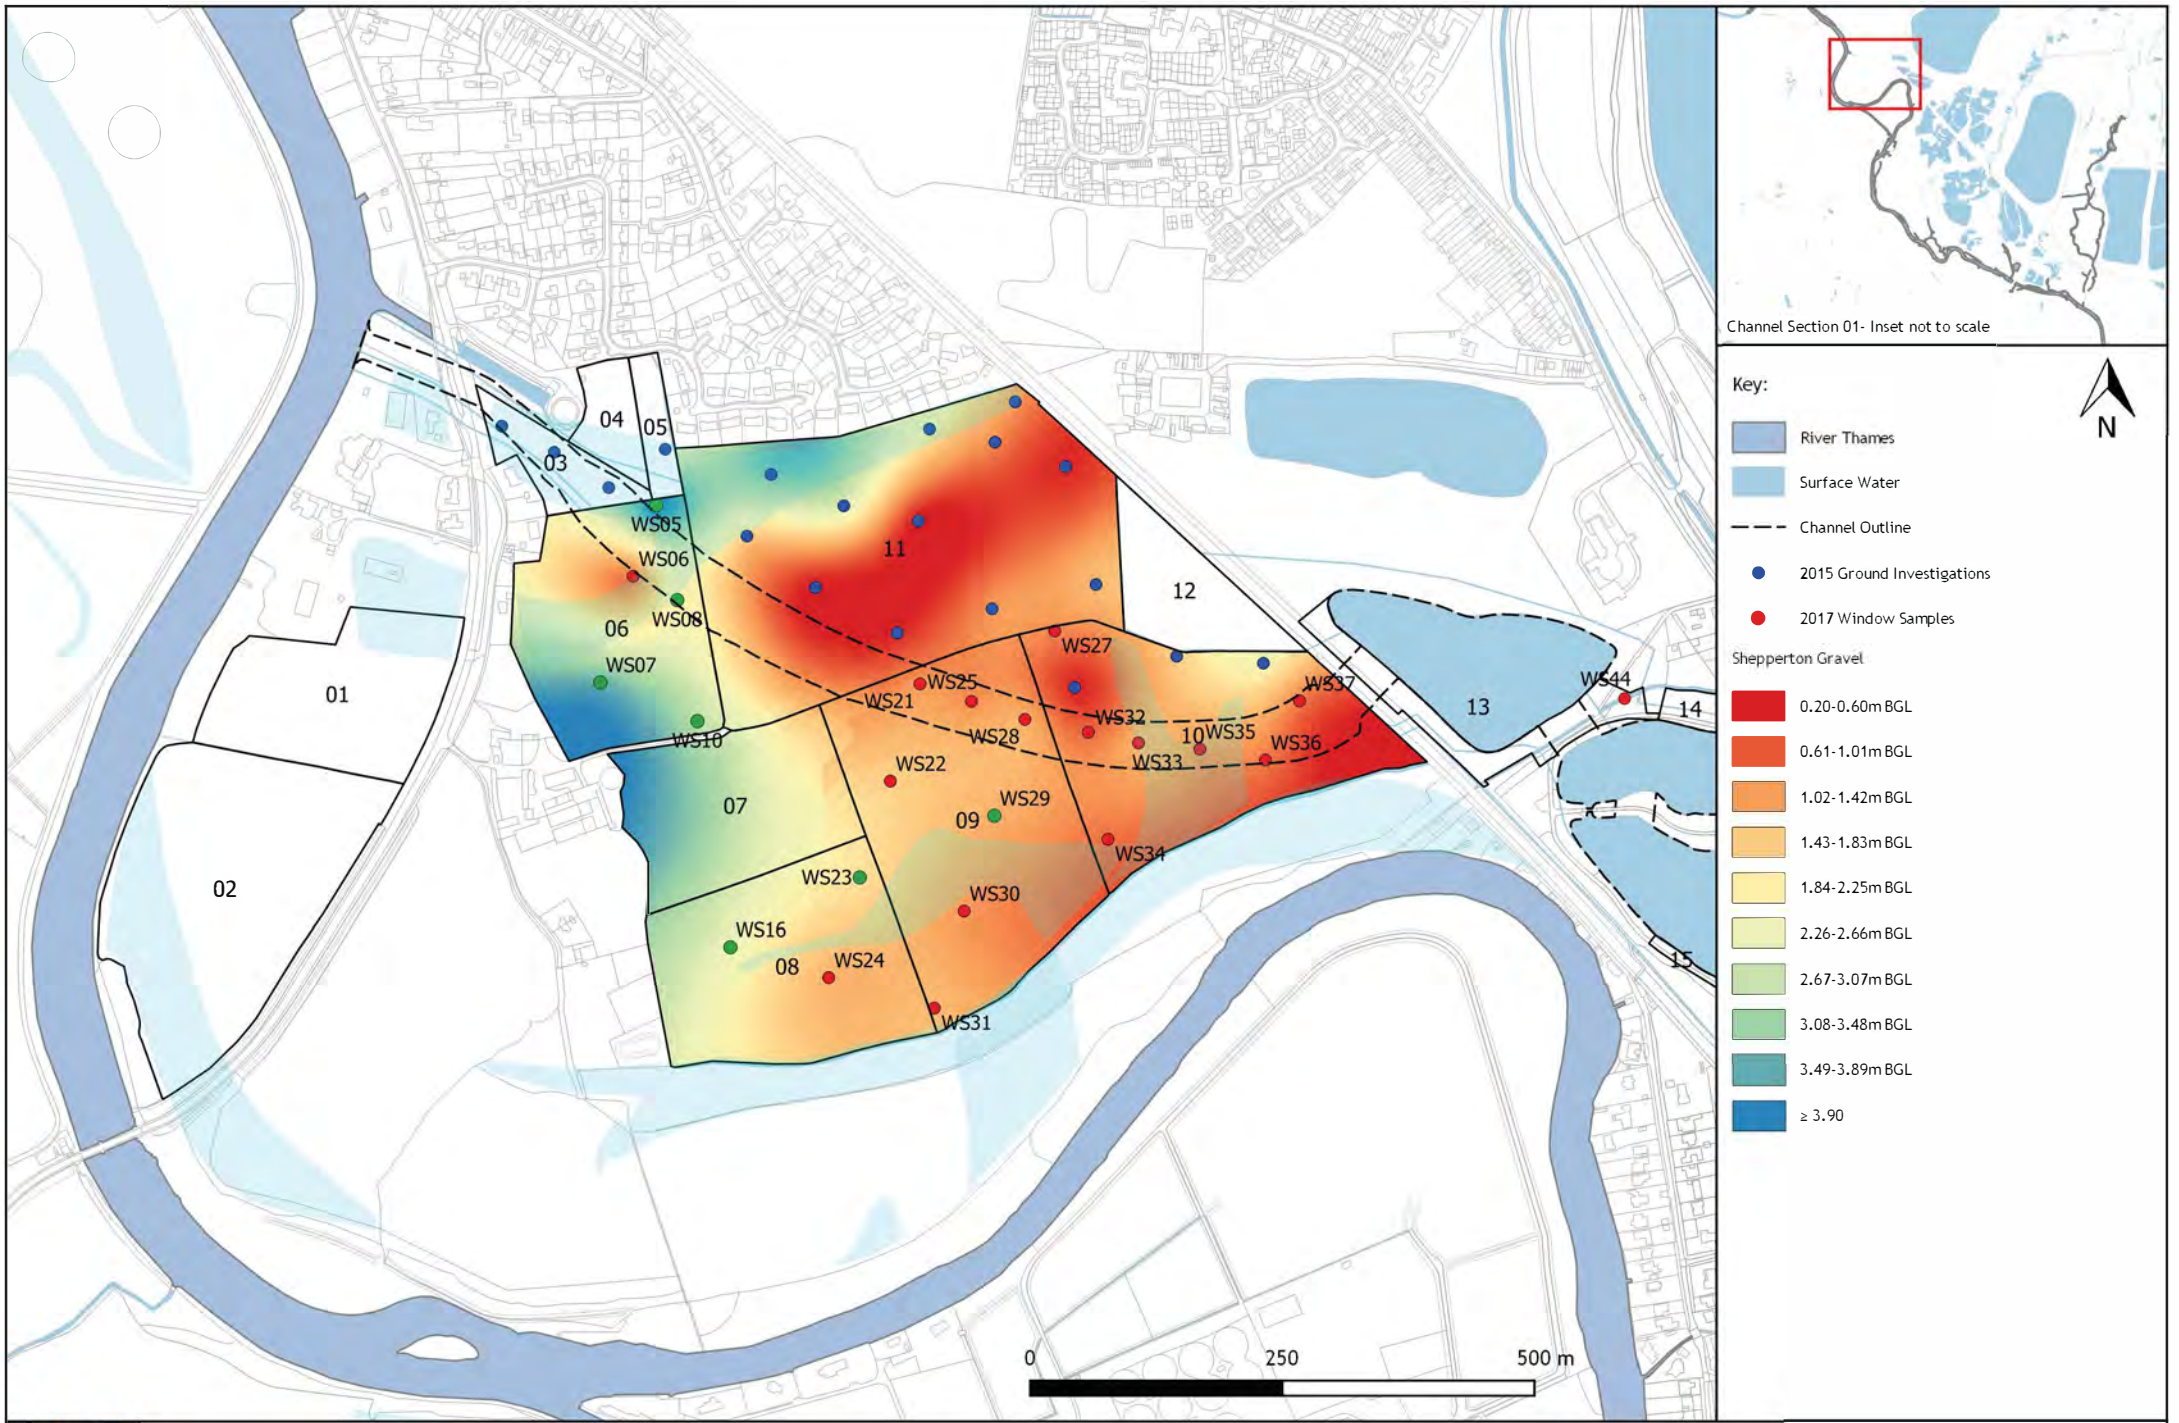 Channel Section 01- Inset not to scale
Key:
N
River Thames
Surface Water
Channel Outline
2015 Ground Investigations
2017 Window Samples
Shepperton Gravel
0.20-0.60m BGL
0.61-1.01m BGL
1.02-1.42m BGL
1.43-1.83m BGL
1.84-2.25m BGL
2.26-2.66m BGL
2.67-3.07m BGL
3.08-3.48m BGL
3.49-3.89m BGL
≥ 3.90
04
05
03
WS05
11
WS06
12
WS08
06
WS27
WS07
WS44
01
WS25
WS37
WS21
13
14
WS32
WS28
10
WS35
WS10
WS36
WS33
WS22
WS29
07
09
WS34
WS23
02
WS30
WS16
WS24
15
08
WS31
0
250
500 m